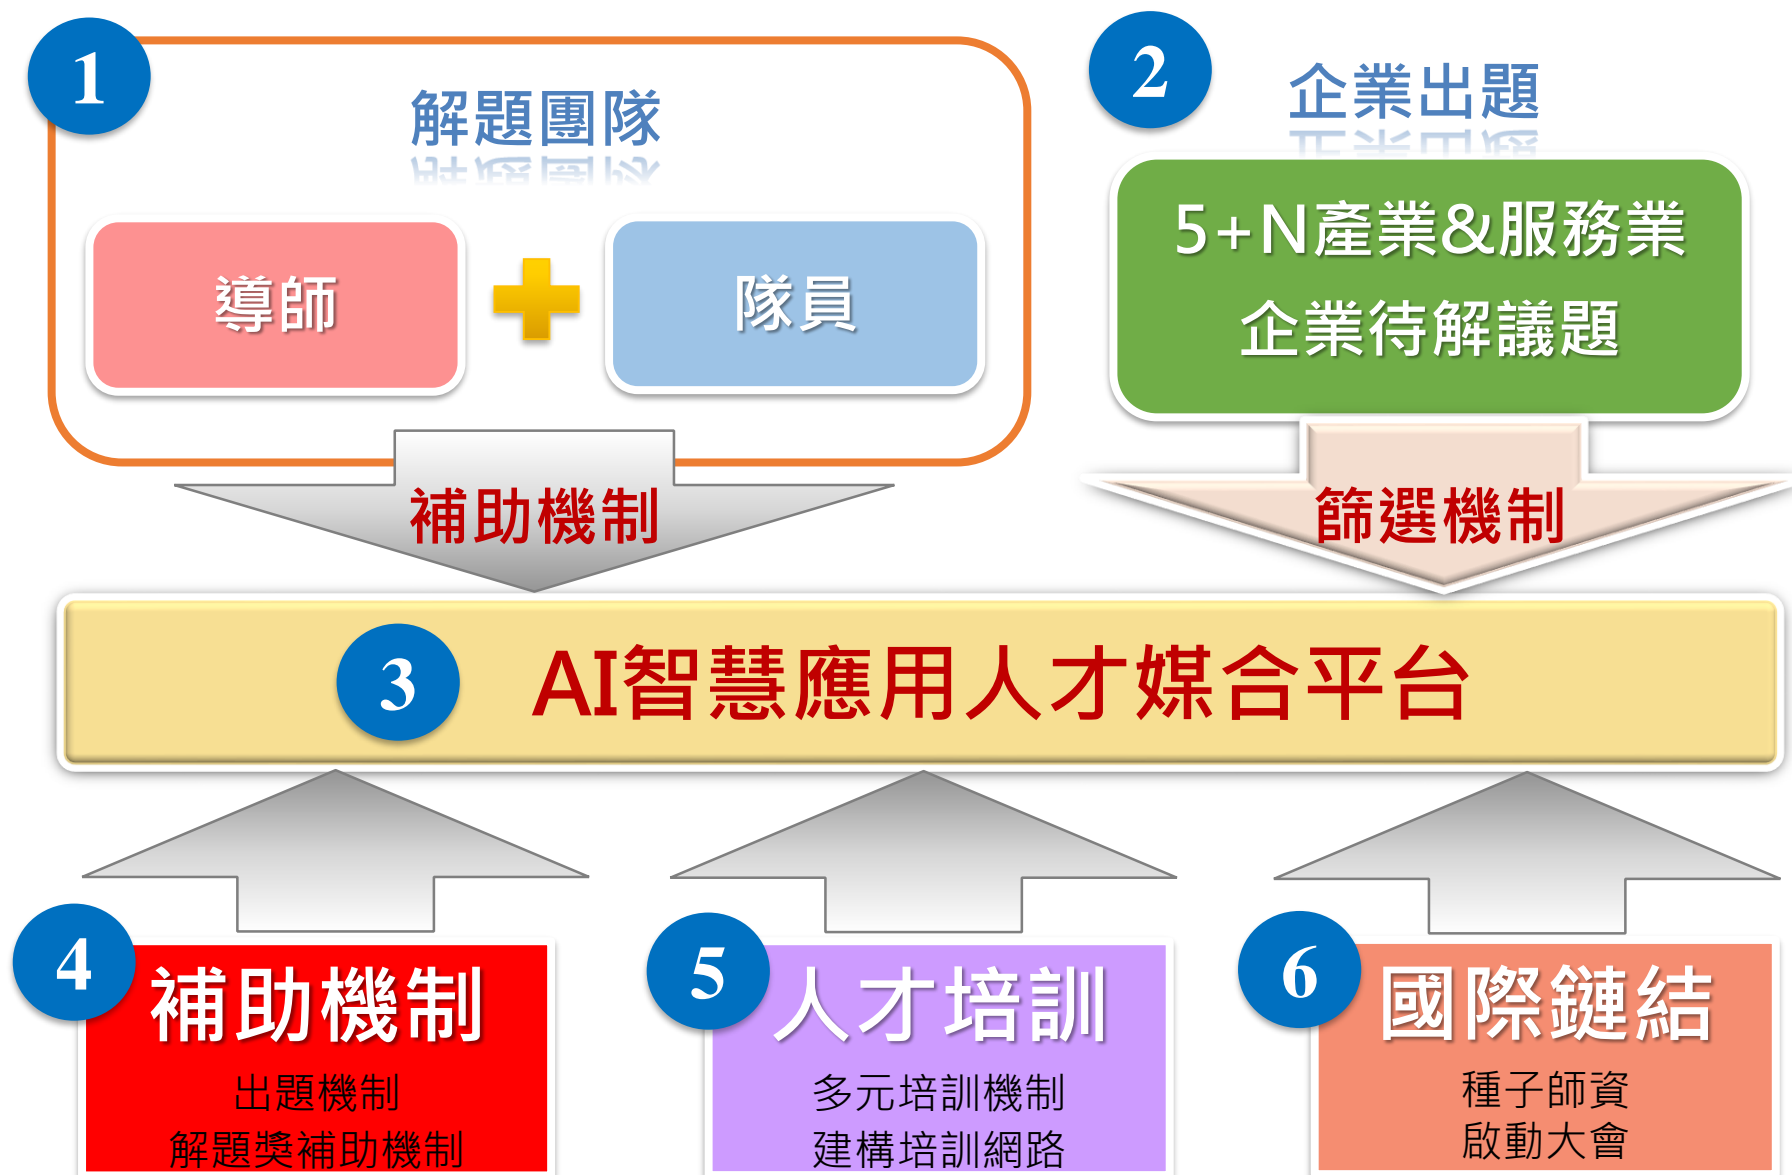 1
解題團隊
導師
隊員
補助機制
2
企業出題
5+N產業&服務業
企業待解議題
篩選機制
3
AI智慧應用人才媒合平台
4
補助機制
出題機制
解題獎補助機制
5
人才培訓
多元培訓機制
建構培訓網路
6
國際鏈結
種子師資
啟動大會